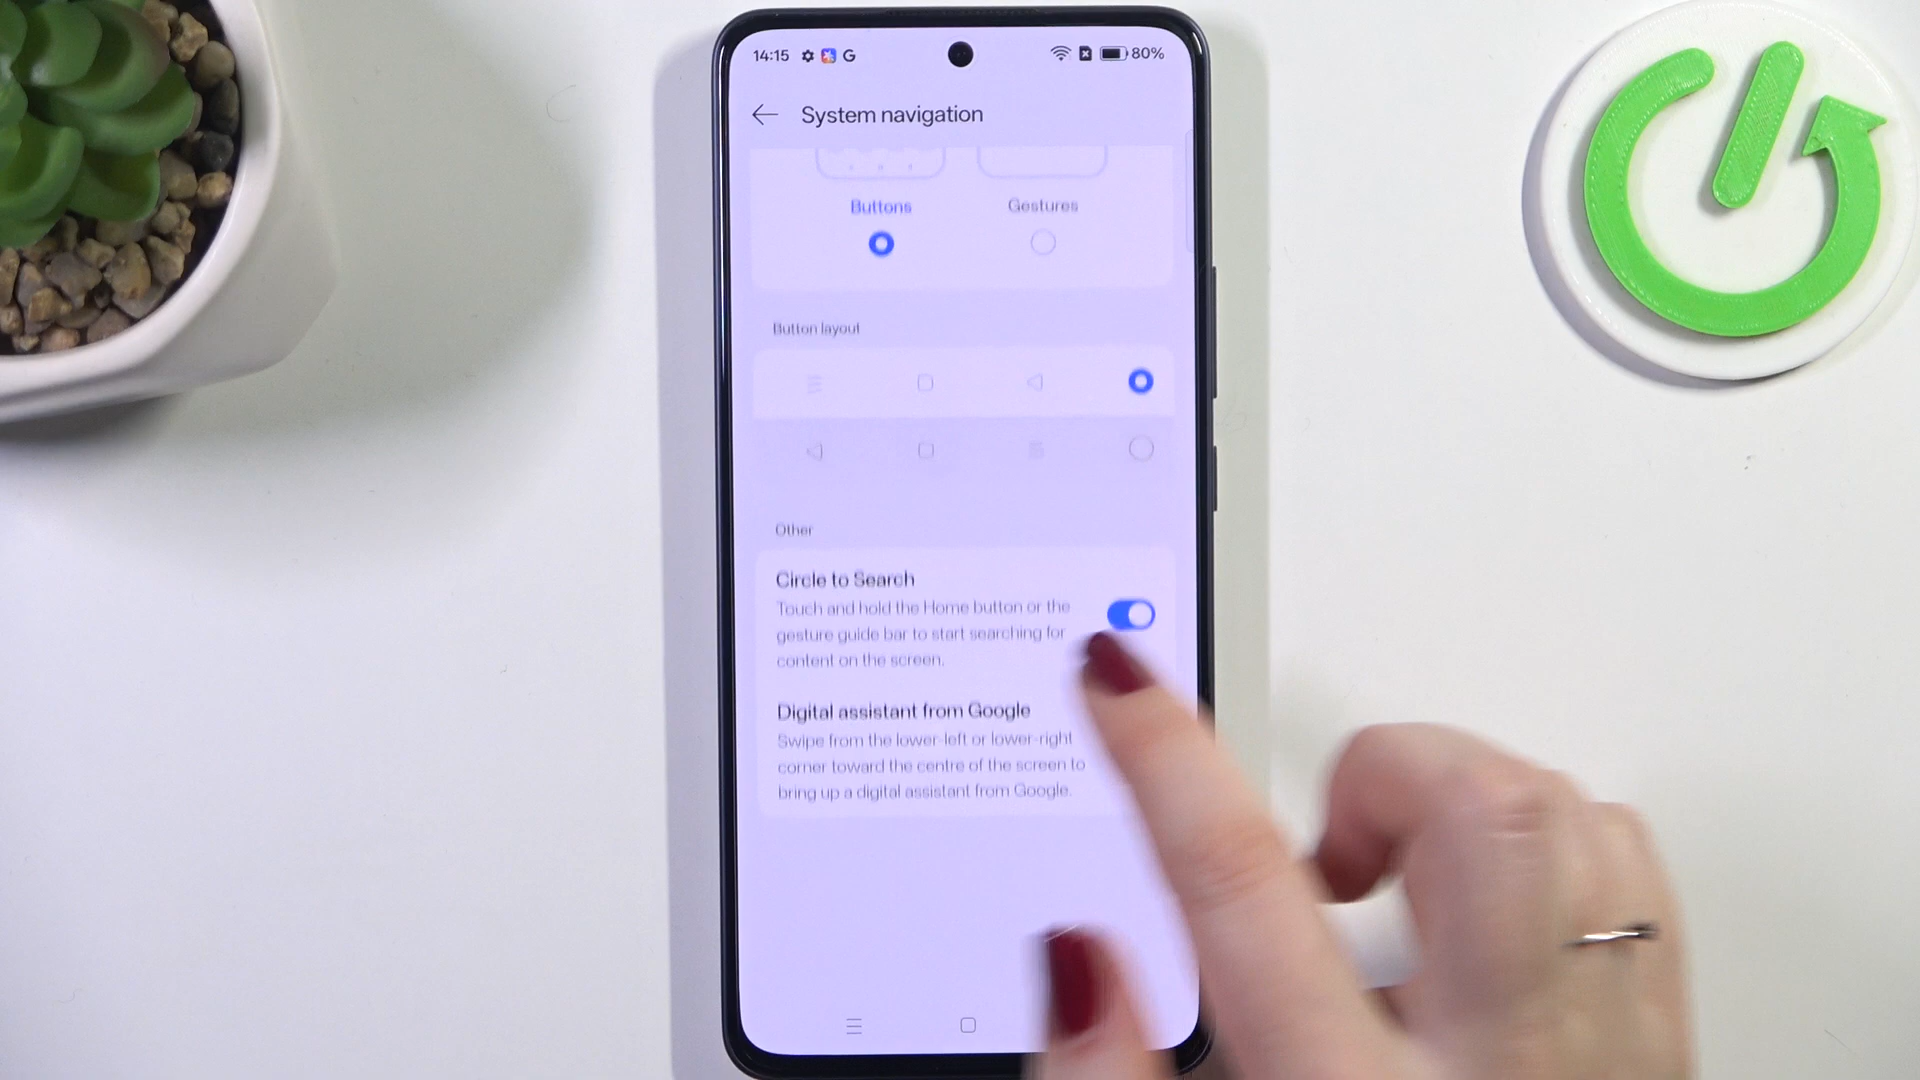 14:15 G 80%
System navigation
Buttons Gestures
Button layout
Other
Circle to Search
Touch and hold the Home button or the
gesture guide bar to start searching for
content on the screen.
Digital assistant from Google
Swipe from the lower-left or lower-right
corner toward the centre of the screen to
bring up a digital assistant from Google.